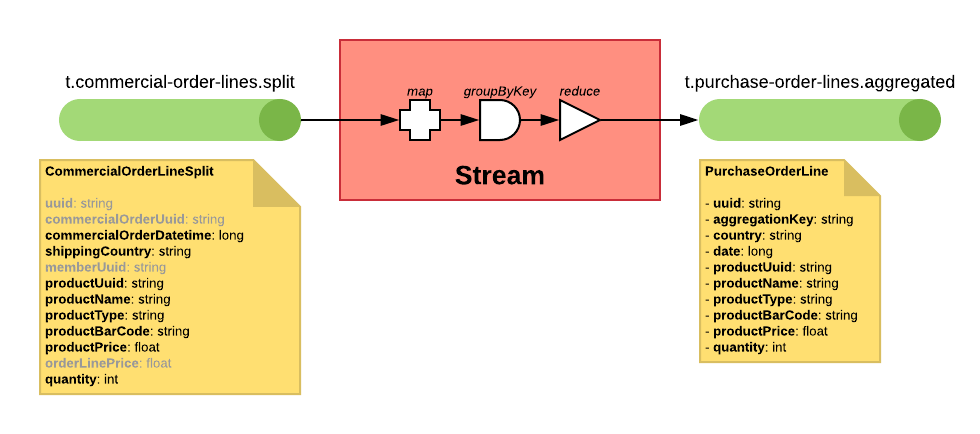 t.commercial-order-lines.split
t.purchase-order-lines.aggregated
map
groupByKey
reduce
Stream
CommercialOrderLineSplit
uuid: string
commercialOrderUuid: string
commercialOrderDatetime: long
shippingCountry: string
memberUuid: string
productUuid: string
productName: string
productType: string
productBarCode: string
productPrice: float
orderLinePrice: float
quantity: int
PurchaseOrderLine
- uuid: string
- aggregationKey: string
- country: string
- date: long
- productUuid: string
- productName: string
- productType: string
- productBarCode: string
- productPrice: float
- quantity: int